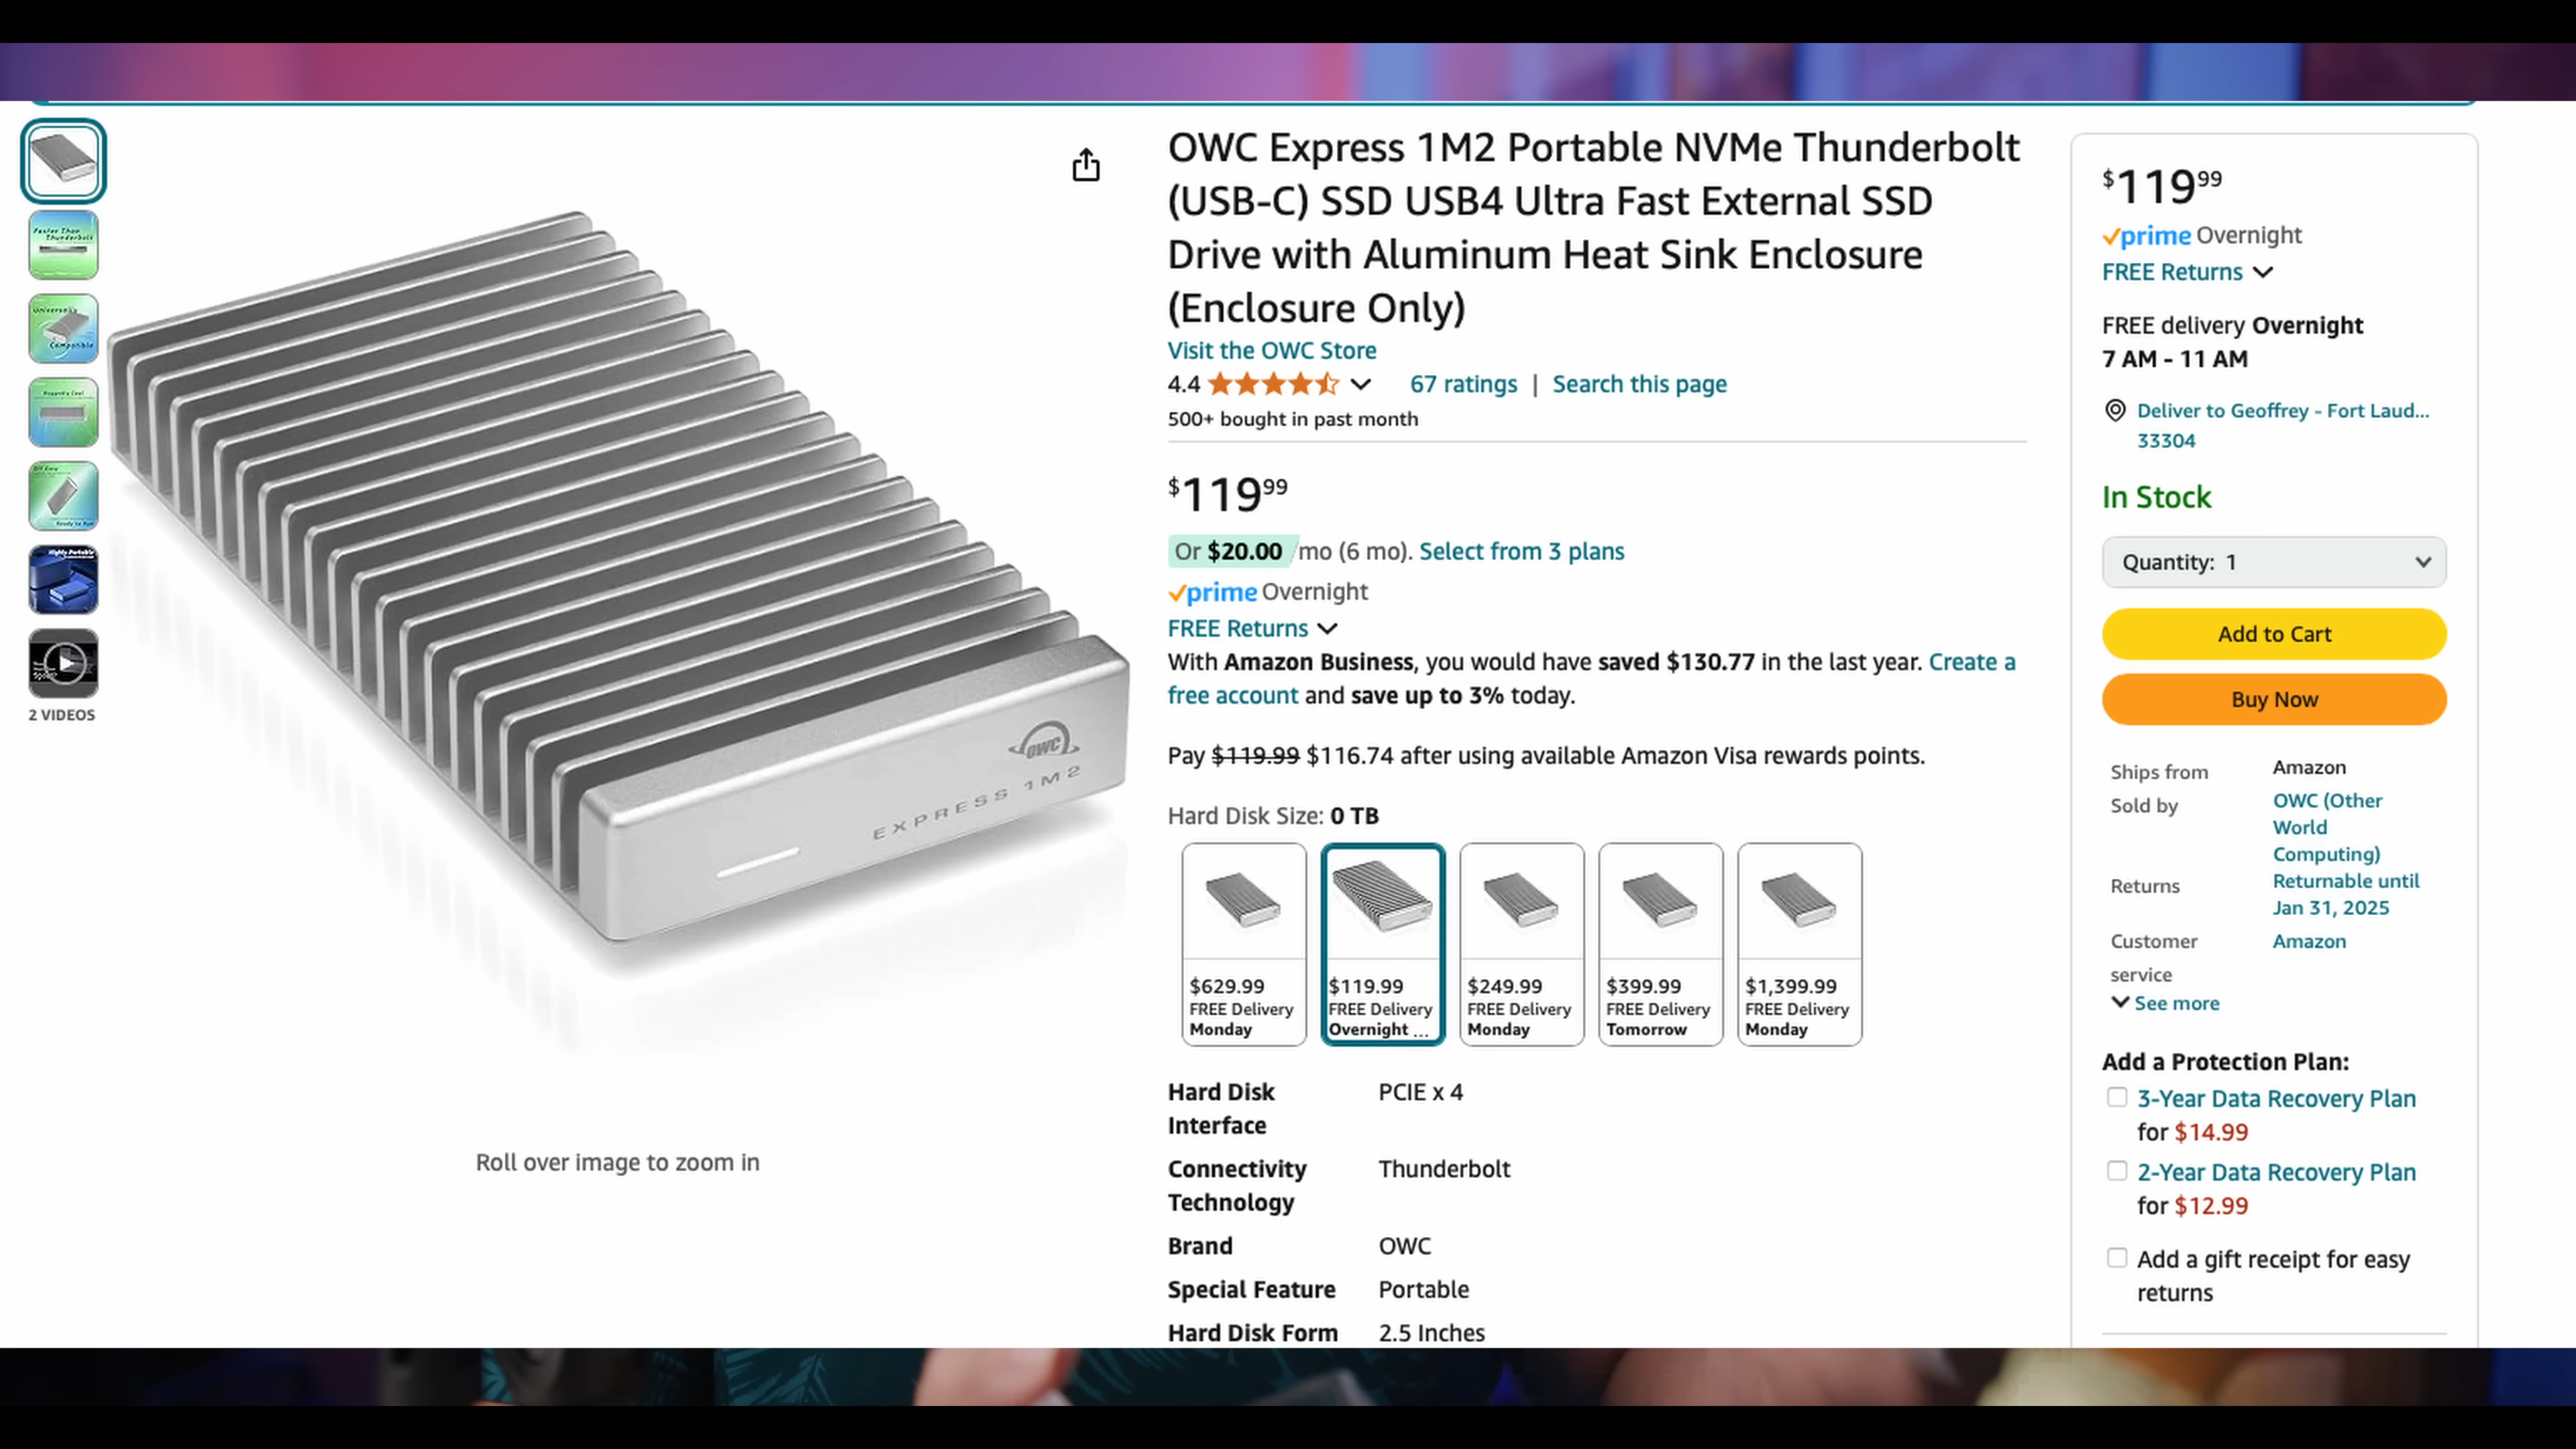 OWC Express 1M2 Portable NVMe Thunderbolt
(USB-C) SSD USB4 Ultra Fast External SSD
Drive with Aluminum Heat Sink Enclosure
(Enclosure Only)
Visit the OWC Store
4.4
67 ratings | Search this page
500+ bought in past month
$119 99
Or $20.00 /mo (6 mo). Select from 3 plans
prime Overnight
FREE Returns
With Amazon Business, you would have saved $130.77 in the last year. Create a
free account and save up to 3% today.
Pay $119.99 $116.74 after using available Amazon Visa rewards points.
Hard Disk Size: 0 TB
$629.99
FREE Delivery
Monday
$119.99
FREE Delivery
Overnight ...
$249.99
FREE Delivery
Monday
$399.99
FREE Delivery
Tomorrow
$1,399.99
FREE Delivery
Monday
Hard Disk
Interface
PCIE x 4
Connectivity
Technology
Thunderbolt
Brand
OWC
Special Feature
Portable
Hard Disk Form
2.5 Inches
OWC
EXPRESS 1M2
2 VIDEOS
Roll over image to zoom in
$119 99
prime Overnight
FREE Returns
FREE delivery Overnight
7 AM - 11 AM
Deliver to Geoffrey - Fort Laud...
33304
In Stock
Quantity: 1
Add to Cart
Buy Now
Ships from
Amazon
Sold by
OWC (Other
World
Computing)
Returns
Returnable until
Jan 31, 2025
Customer
service
Amazon
See more
Add a Protection Plan:
3-Year Data Recovery Plan
for $14.99
2-Year Data Recovery Plan
for $12.99
Add a gift receipt for easy
returns